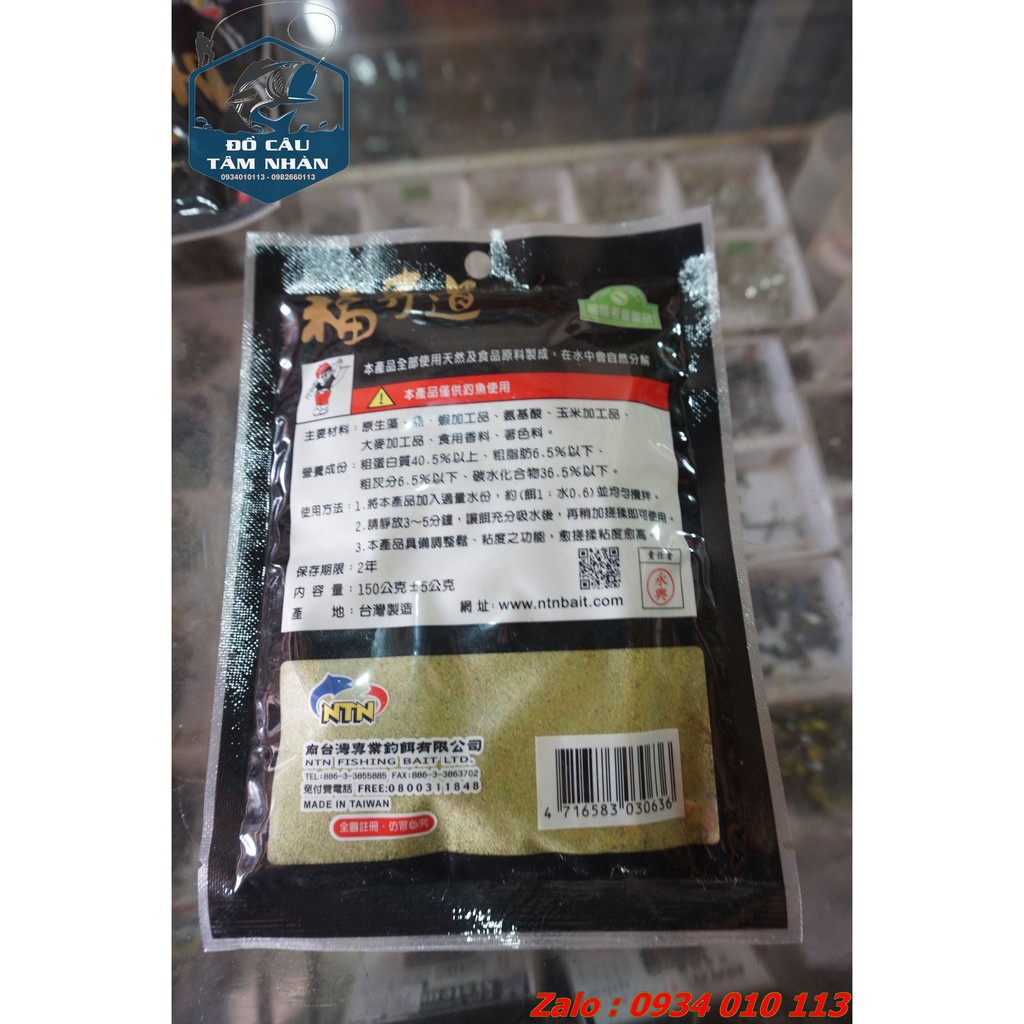 ĐỒ CÂU
TÂM NHÀN
0934010113 - 0982660113
福壽道
本產品全部使用天然及食品原料製成，在水中會自然分解
本產品僅供釣魚使用
主要材料：原生藻、魚、蝦加工品、氨基酸、玉米加工品、
大麥加工品、食用香料、著色料。
營養成份：粗蛋白質40.5%以上、粗脂肪6.5%以下、
粗灰分6.5%以下、碳水化合物36.5%以下。
使用方法：1.將本產品加入適量水份，約(餌1：水0.6)並均勻攪拌。
2.請靜放3～5分鐘，讓餌充分吸水後，再稍加搓揉即可使用。
3.本產品具備調整鬆、粘度之功能，愈搓揉粘度愈高。
保存期限：2年
內容量：150公克±5公克
產地：台灣製造 網址：www.ntnbait.com
責任者
永興
NTN
南台灣專業釣餌有限公司
NTN FISHING BAIT LTD.
TEL:886-3-3855885 FAX:886-3-3863702
免付費電話 FREE:0800311848
MADE IN TAIWAN
全國註冊・仿冒必究
4 716583 030636
Zalo : 0934 010 113